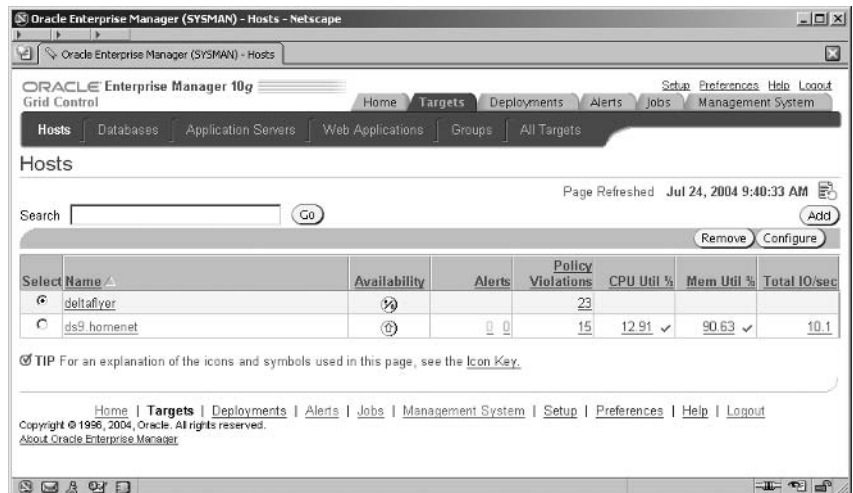 Oracle Enterprise Manager (SYSMAN) - Hosts - Netscape
Oracle Enterprise Manager (SYSMAN) - Hosts
ORACLE Enterprise Manager 10g
Grid Control
Setup Preferences Help Logout
Home Targets Deployments Alerts Jobs Management System
Hosts Databases Application Servers Web Applications Groups All Targets
Hosts
Page Refreshed Jul 24, 2004 9:40:33 AM
Search Go
Add
Remove Configure
Select Name Availability Alerts Policy Violations CPU Util % Mem Util % Total IO/sec
deltaflyer 23
ds9.homenet 0 0 15 12.91 90.63 10.1
TIP For an explanation of the icons and symbols used in this page, see the Icon Key.
Home | Targets | Deployments | Alerts | Jobs | Management System | Setup | Preferences | Help | Logout
Copyright © 1996, 2004, Oracle. All rights reserved.
About Oracle Enterprise Manager